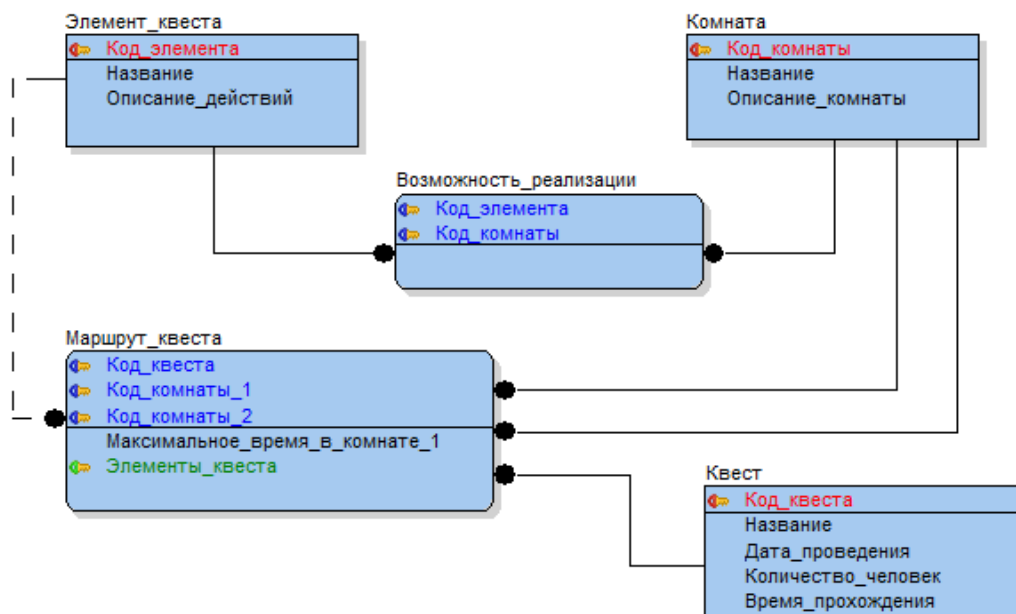 Элемент_квеста
Код_элемента
Название
Описание_действий
Комната
Код_комнаты
Название
Описание_комнаты
Возможность_реализации
Код_элемента
Код_комнаты
Маршрут_квеста
Код_квеста
Код_комнаты_1
Код_комнаты_2
Максимальное_время_в_комнате_1
Элементы_квеста
Квест
Код_квеста
Название
Дата_проведения
Количество_человек
Время_прохождения